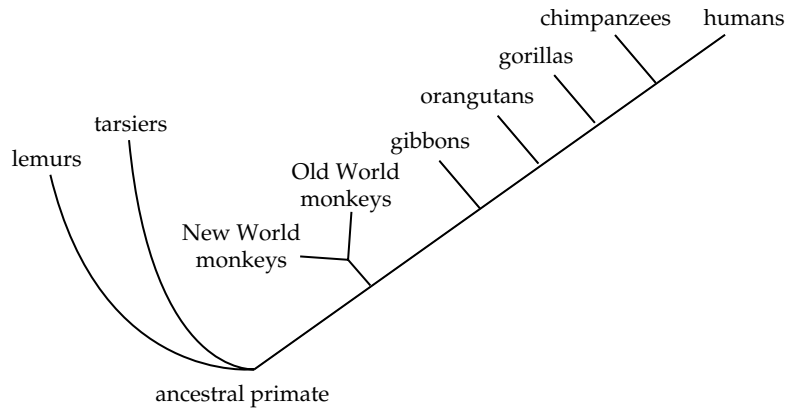 chimpanzees
humans
gorillas
orangutans
tarsiers
gibbons
lemurs
Old World
monkeys
New World
monkeys
ancestral primate